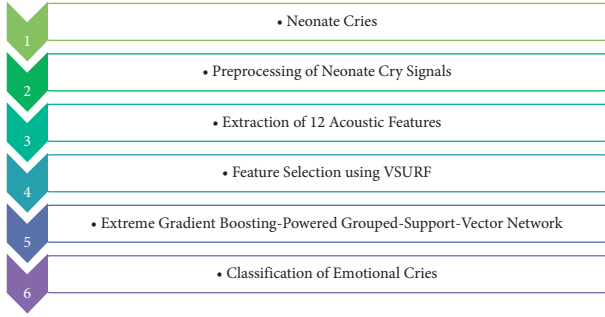 1
• Neonate Cries
2
• Preprocessing of Neonate Cry Signals
3
• Extraction of 12 Acoustic Features
4
• Feature Selection using VSURF
5
• Extreme Gradient Boosting-Powered Grouped-Support-Vector Network
6
• Classification of Emotional Cries